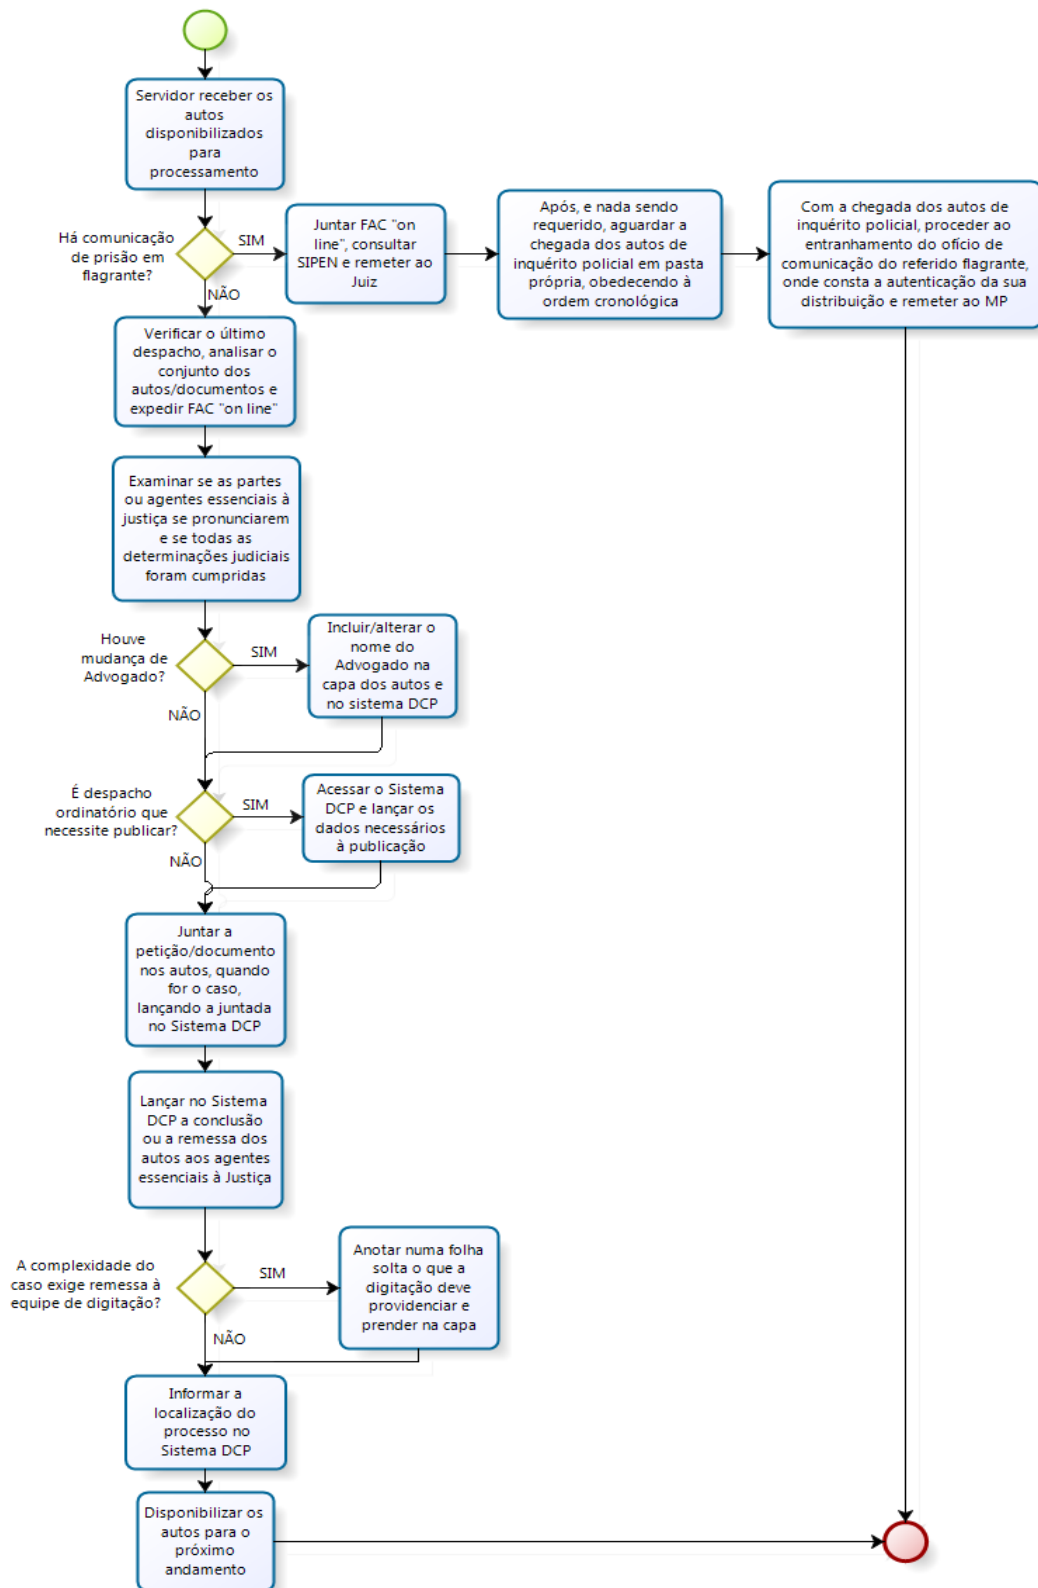 Servidor receber os
autos
disponibilizados
para
processamento
Há comunicação
de prisão em
flagrante?
SIM
NÃO
Juntar FAC "on
line", consultar
SIPEN e remeter ao
Juiz
Após, e nada sendo
requerido, aguardar a
chegada dos autos de
inquérito policial em pasta
própria, obedecendo à
ordem cronológica
Com a chegada dos autos de
inquérito policial, proceder ao
entranhamento do ofício de
comunicação do referido flagrante,
onde consta a autenticação da sua
distribuição e remeter ao MP
Verificar o último
despacho, analisar o
conjunto dos
autos/documentos e
expedir FAC "on line"
Examinar se as partes
ou agentes essenciais à
justiça se pronunciarem
e se todas as
determinações judiciais
foram cumpridas
Houve
mudança de
Advogado?
SIM
NÃO
Incluir/alterar o
nome do
Advogado na
capa dos autos e
no sistema DCP
É despacho
ordinatório que
necessite publicar?
SIM
NÃO
Acessar o Sistema
DCP e lançar os
dados necessários
à publicação
Juntar a
petição/documento
nos autos, quando
for o caso,
lançando a juntada
no Sistema DCP
Lançar no Sistema
DCP a conclusão
ou a remessa dos
autos aos agentes
essenciais à Justiça
A complexidade do
caso exige remessa à
equipe de digitação?
SIM
NÃO
Anotar numa folha
solta o que a
digitação deve
providenciar e
prender na capa
Informar a
localização do
processo no
Sistema DCP
Disponibilizar os
autos para o
próximo
andamento